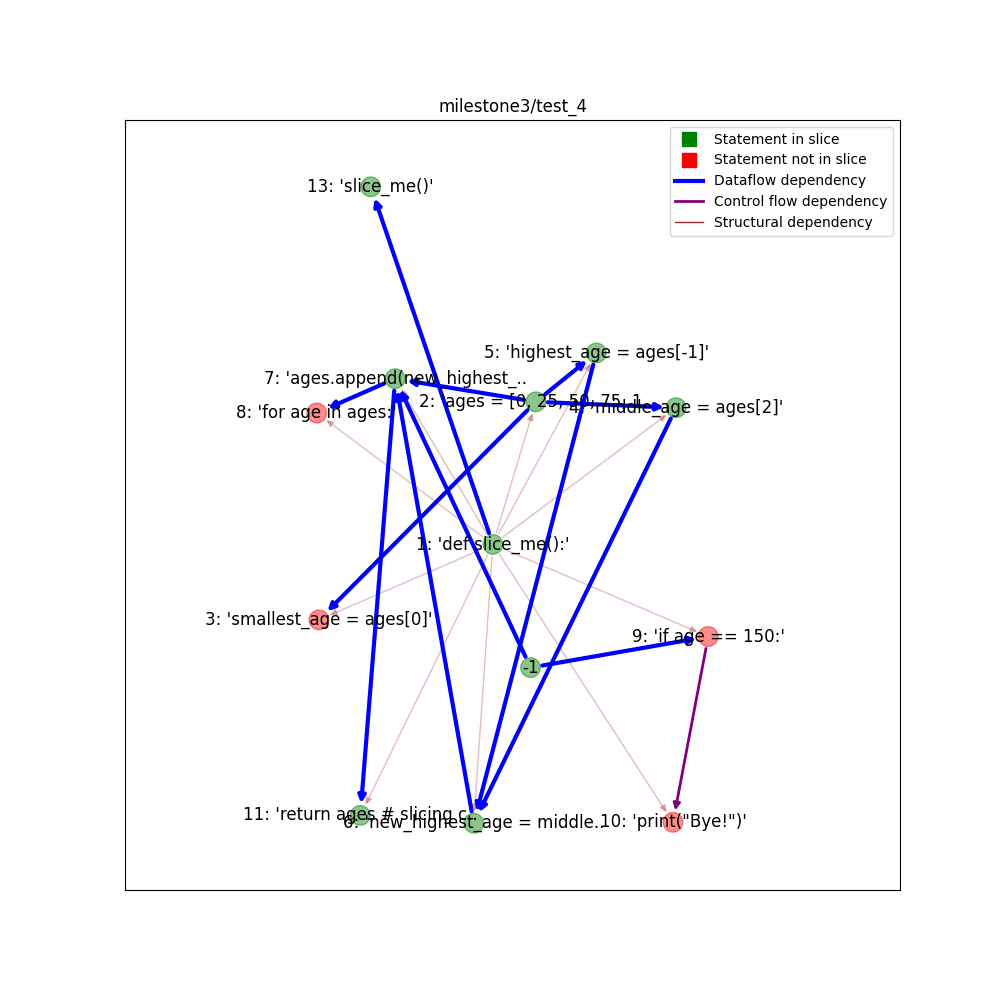 milestone3/test_4
Statement in slice
Statement not in slice
Dataflow dependency
Control flow dependency
Structural dependency
13: 'slice_me()'
5: 'highest_age = ages[-1]'
7: 'ages.append(new_highest_..
2: 'ages = [0, 25, 50, 75, 1..
4: 'middle_age = ages[2]'
8: 'for age in ages:'
1: 'def slice_me():'
3: 'smallest_age = ages[0]'
9: 'if age == 150:'
-1
11: 'return ages # slicing c..
6: 'new_highest_age = middle..
10: 'print("Bye!")'